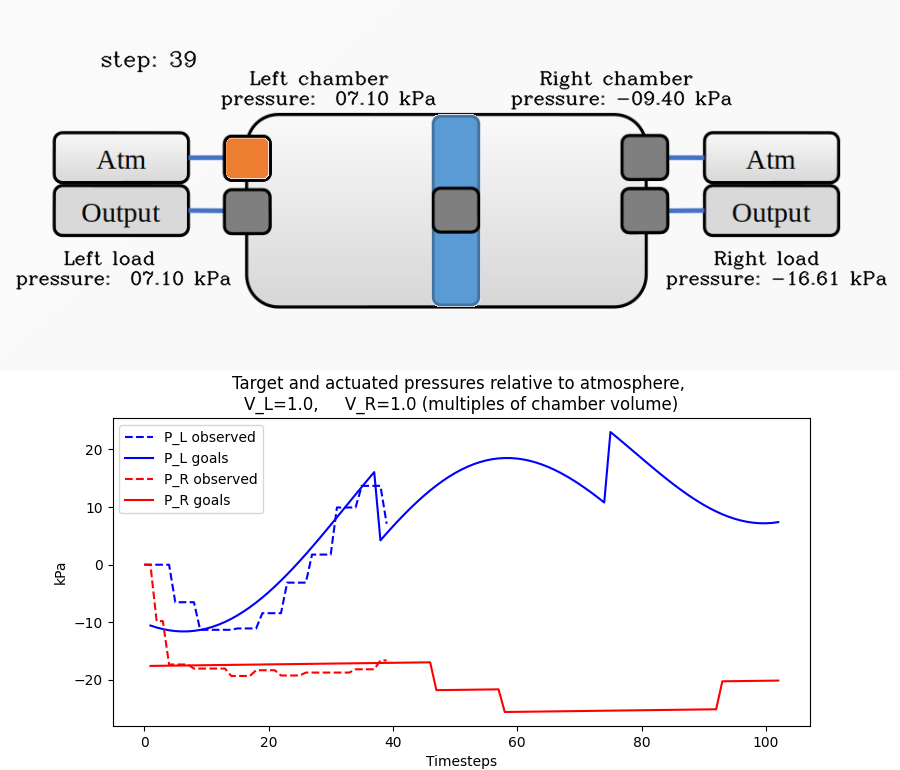 step: 39
Left chamber
pressure:  07.10 kPa
Right chamber
pressure: −09.40 kPa
Atm
Output
Atm
Output
Left load
pressure:  07.10 kPa
Right load
pressure: −16.61 kPa
Target and actuated pressures relative to atmosphere,
V_L=1.0,     V_R=1.0 (multiples of chamber volume)
P_L observed
P_L goals
P_R observed
P_R goals
kPa
20
10
0
−10
−20
0 20 40 60 80 100
Timesteps